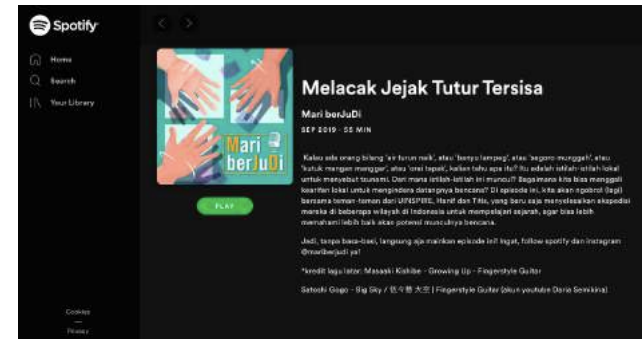 Spotify
Home
Search
Your Library
Mari
berJuDi
PLAY
Melacak Jejak Tutur Tersisa
Mari berJuDi
SEP 2019 · 55 MIN
Kalau ada orang bilang 'air turun naik', atau 'banyu lampeg', atau 'segoro munggah', atau
'kutuk mangan manggar', atau 'orai tapak', kalian tahu apa itu? Itu adalah istilah-istilah lokal
untuk menyebut tsunami. Dari mana istilah-istilah ini muncul? Bagaimana kita bisa menggali
kearifan lokal untuk mengindera datangnya bencana? Di episode ini, kita akan ngobrol (lagi)
bersama teman-teman dari U-INSPIRE, Hanif dan Titis, yang baru saja menyelesaikan ekspedisi
mereka di beberapa wilayah di Indonesia untuk mempelajari sejarah, agar bisa lebih
memahami lebih baik akan potensi munculnya bencana.
Jadi, tanpa basa-basi, langsung aja mainkan episode ini! Ingat, follow spotify dan instagram
@mariberjudi ya!
*kredit lagu latar: Masaaki Kishibe - Growing Up - Fingerstyle Guitar
Satoshi Gogo - Big Sky / 大空 | Fingerstyle Guitar (akun youtube Daria Semikina)
Cookies
Privacy